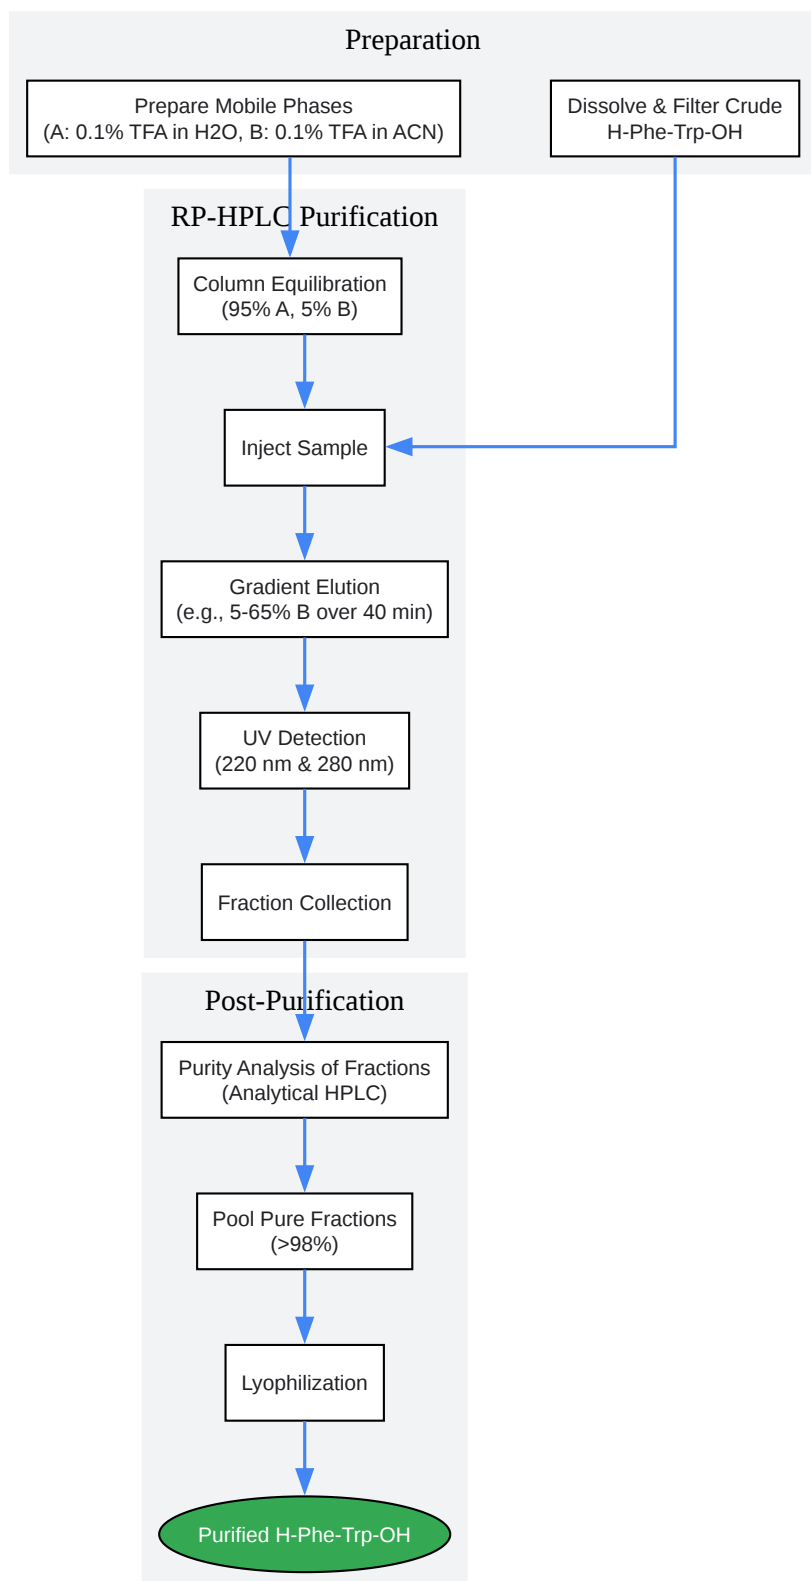 Preparation
Prepare Mobile Phases
(A: 0.1% TFA in H2O, B: 0.1% TFA in ACN)
Dissolve & Filter Crude
H-Phe-Trp-OH
RP-HPLC Purification
Column Equilibration
(95% A, 5% B)
Inject Sample
Gradient Elution
(e.g., 5-65% B over 40 min)
UV Detection
(220 nm & 280 nm)
Fraction Collection
Post-Purification
Purity Analysis of Fractions
(Analytical HPLC)
Pool Pure Fractions
(>98%)
Lyophilization
Purified H-Phe-Trp-OH